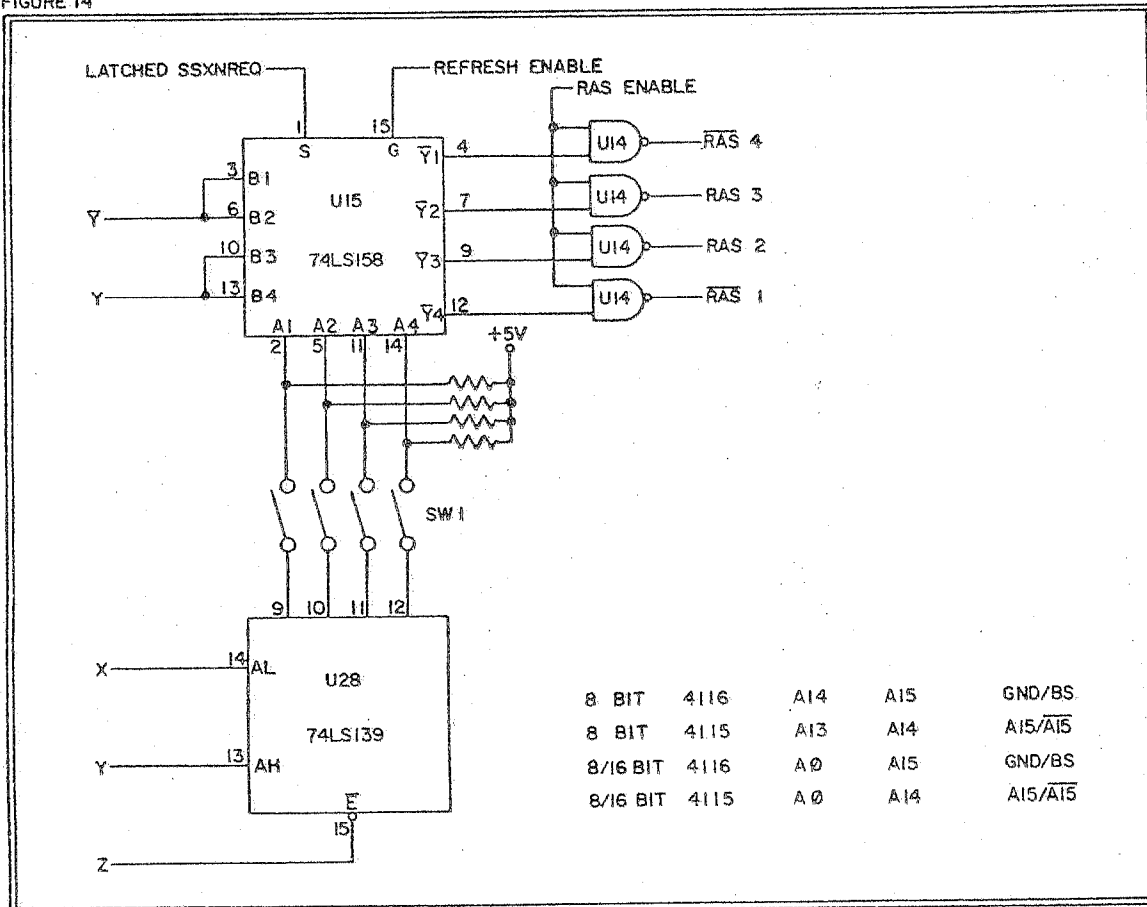 FIGURE 14
LATCHED SSXNREQ
REFRESH ENABLE
RAS ENABLE
1
15
S
G
3
B1
6
B2
10
B3
13
B4
U15
74LS158
Y̅1
4
Y̅2
7
Y̅3
9
Y̅4
12
A1
A2
A3
A4
2
5
11
14
Y̅
Y
U14
R̅A̅S̅ 4
U14
RAS 3
U14
RAS 2
U14
R̅A̅S̅ 1
+5V
SW1
9
10
11
12
X
14
AL
U28
74LS139
Y
13
AH
E̅
15
Z
8 BIT 4116 A14 A15 GND/BS
8 BIT 4115 A13 A14 A15/A̅1̅5̅
8/16 BIT 4116 AØ A15 GND/BS
8/16 BIT 4115 AØ A14 A15/A̅1̅5̅